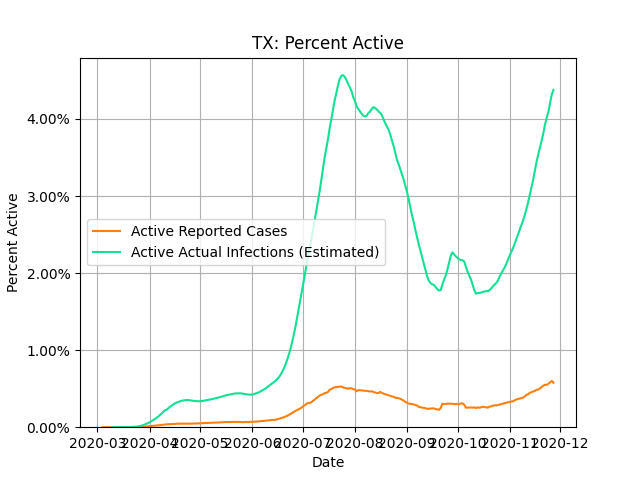 TX: Percent Active
Percent Active
4.00%
3.00%
2.00%
1.00%
0.00%
Active Reported Cases
Active Actual Infections (Estimated)
2020-03 2020-04 2020-05 2020-06 2020-07 2020-08 2020-09 2020-10 2020-11 2020-12
Date